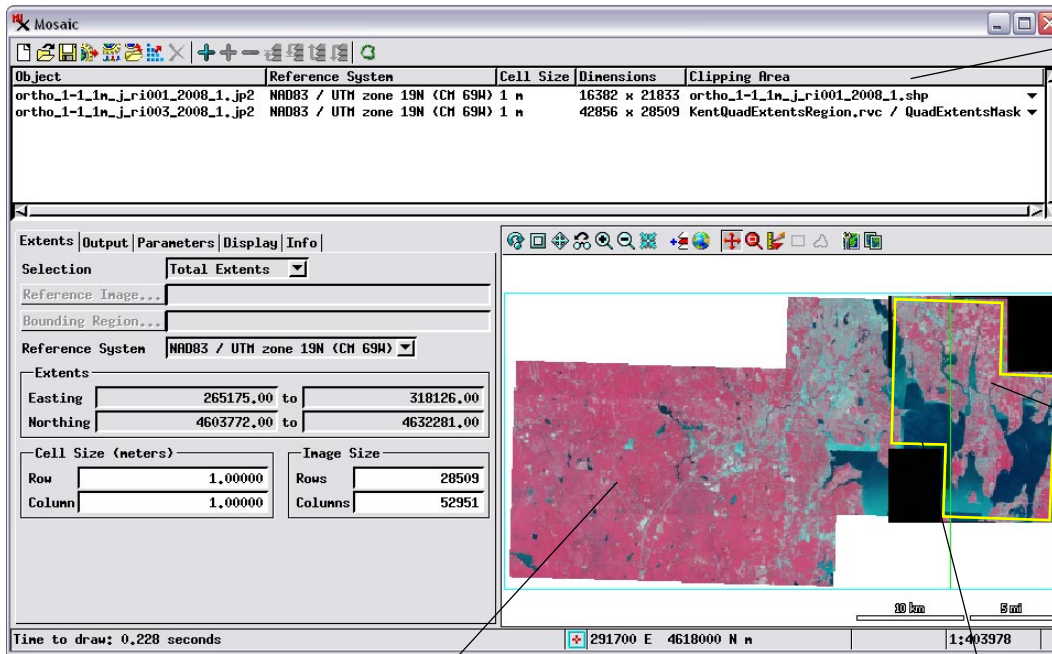 Mosaic
Object Reference System Cell Size Dimensions Clipping Area
ortho_1-1_1m_j_ri001_2008_1.jp2 NAD83 / UTM zone 19N (CM 69W) 1 m 16382 x 21833 ortho_1-1_1m_j_ri001_2008_1.shp
ortho_1-1_1m_j_ri003_2008_1.jp2 NAD83 / UTM zone 19N (CM 69W) 1 m 42856 x 28509 KentQuadExtentsRegion.rvc / QuadExtentsMask
Extents Output Parameters Display Info
Selection Total Extents
Reference Image...
Bounding Region...
Reference System NAD83 / UTM zone 19N (CM 69W)
Extents
Easting 265175.00 to 318126.00
Northing 4603772.00 to 4632281.00
Cell Size (meters) Image Size
Row 1.00000 Rows 28509
Column 1.00000 Columns 52951
10 km 5 mi
Time to draw: 0.228 seconds 291700 E 4618000 N m 1:403978